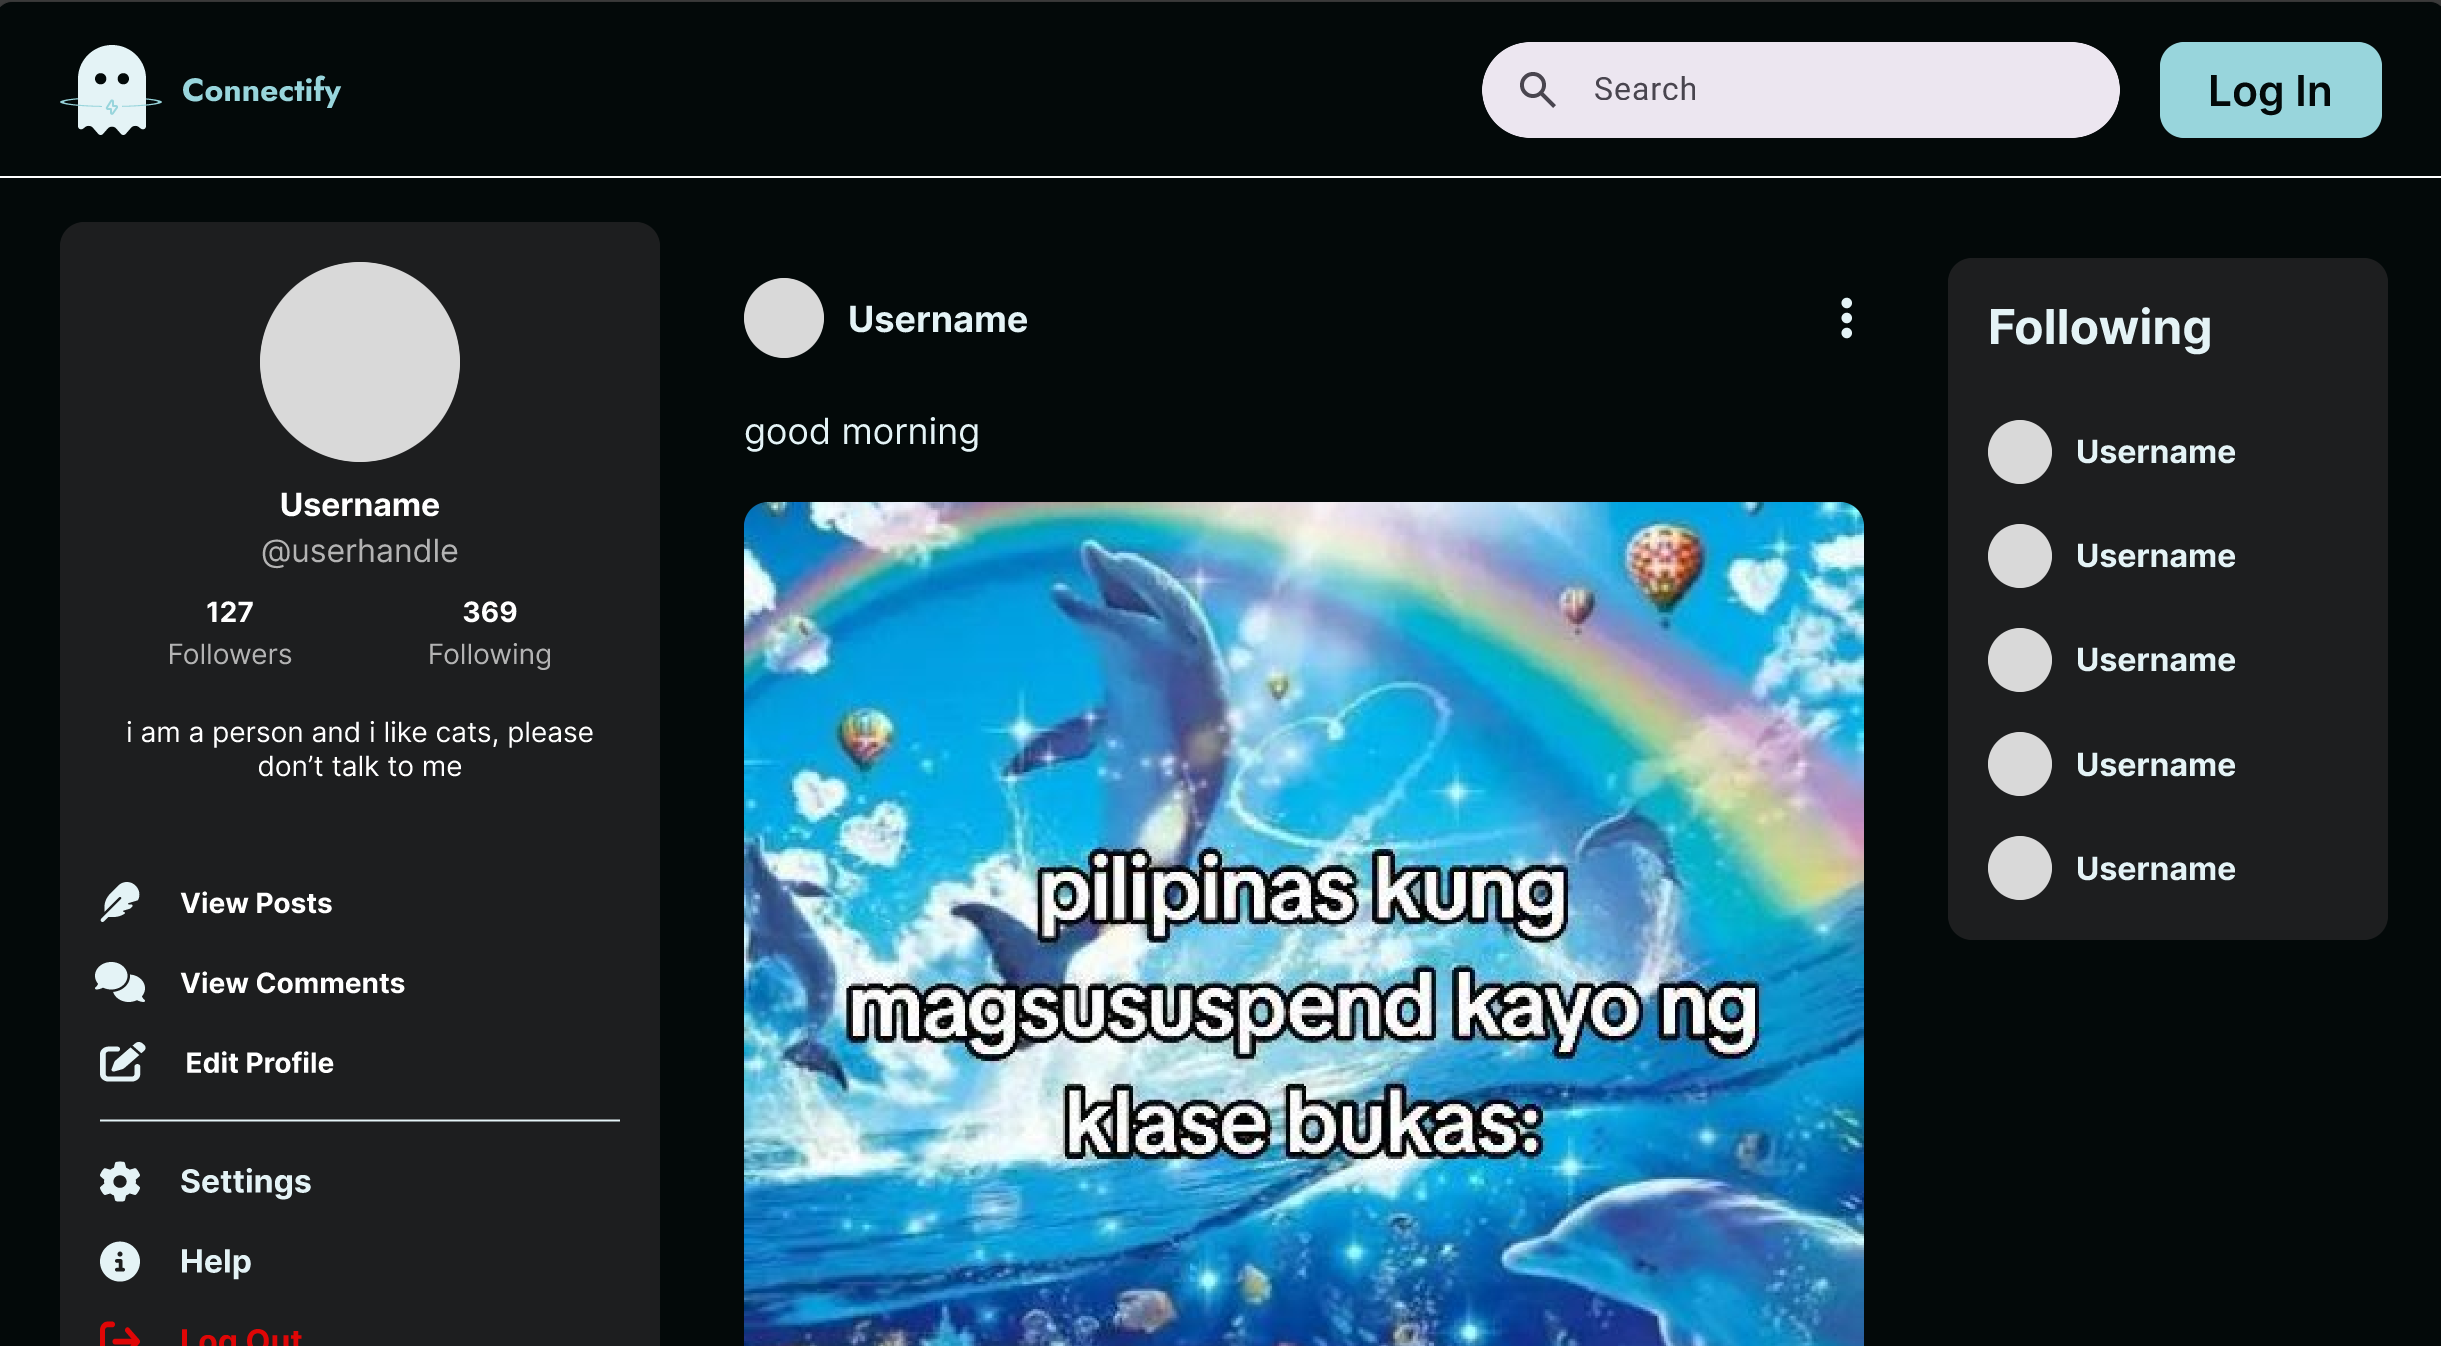 Connectify
Search
Log In
Username
@userhandle
127
Followers
369
Following
i am a person and i like cats, please
don’t talk to me
View Posts
View Comments
Edit Profile
Settings
Help
Log Out
Username
good morning
pilipinas kung
magsususpend kayo ng
klase bukas:
Following
Username
Username
Username
Username
Username